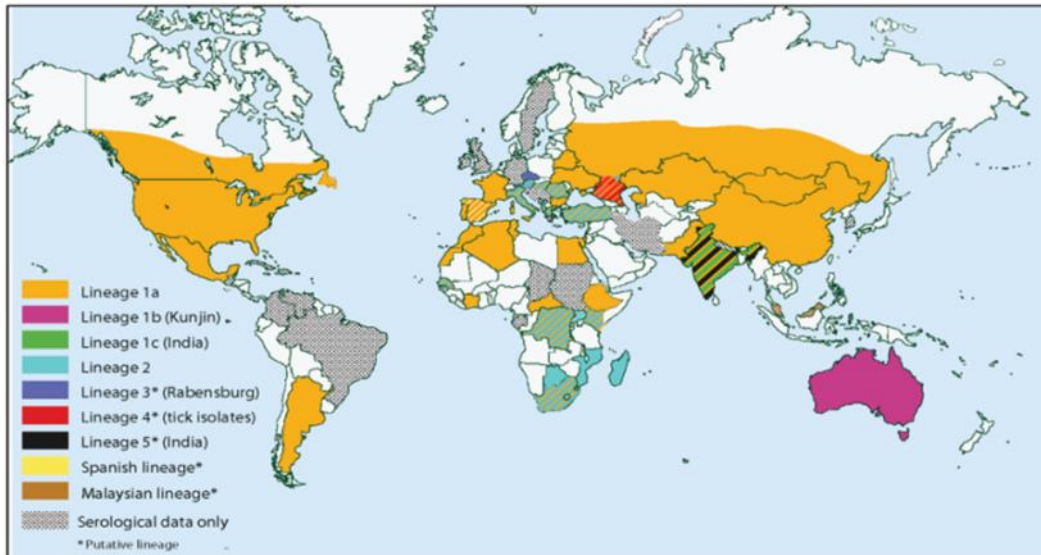 Lineage 1a
Lineage 1b (Kunjin)
Lineage 1c (India)
Lineage 2
Lineage 3* (Rabensburg)
Lineage 4* (tick isolates)
Lineage 5* (India)
Spanish lineage*
Malaysian lineage*
Serological data only
* Putative lineage